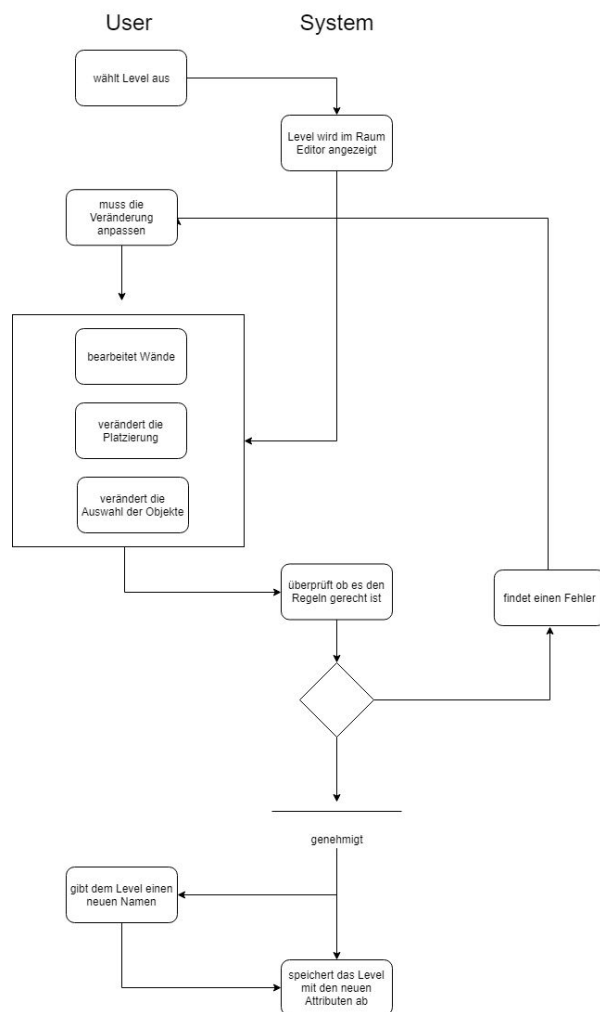 User
System
wählt Level aus
Level wird im Raum
Editor angezeigt
muss die
Veränderung
anpassen
bearbeitet Wände
verändert die
Platzierung
verändert die
Auswahl der Objekte
überprüft ob es den
Regeln gerecht ist
findet einen Fehler
genehmigt
gibt dem Level einen
neuen Namen
speichert das Level
mit den neuen
Attributen ab